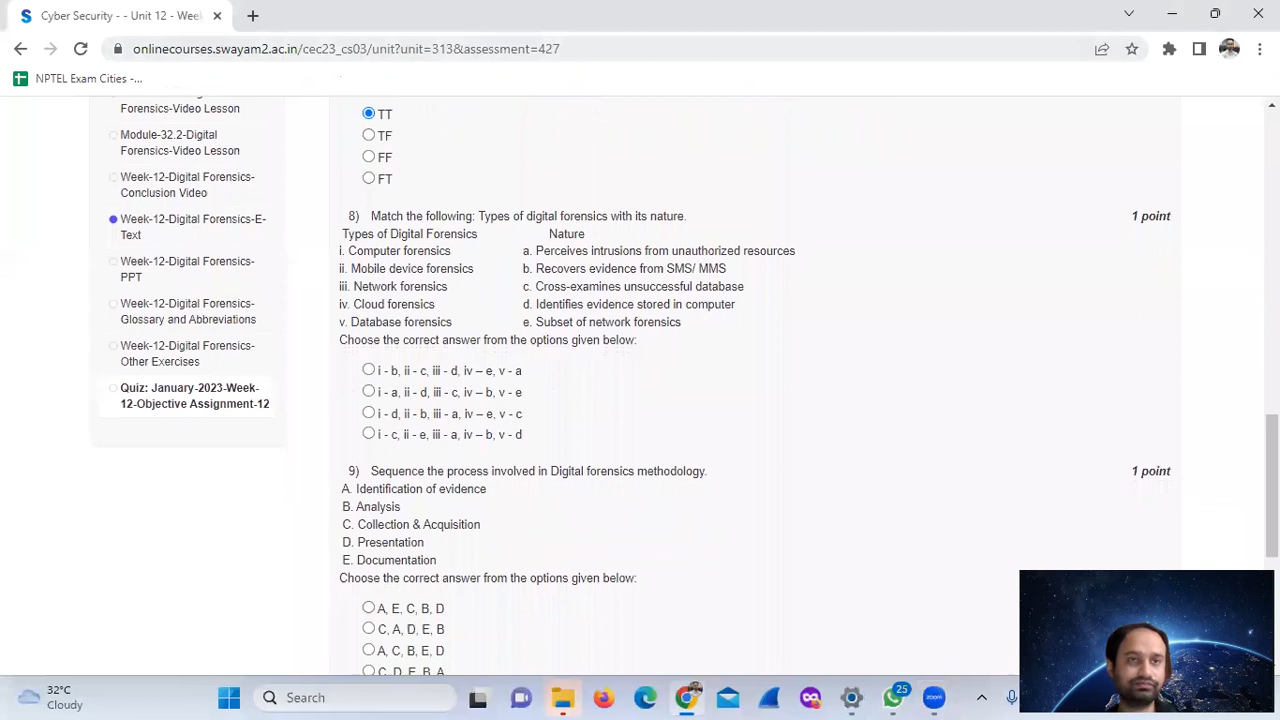 Cyber Security - - Unit 12 - Week
onlinecourses.swayam2.ac.in/cec23_cs03/unit?unit=313&assessment=427
NPTEL Exam Cities -...
Forensics-Video Lesson
Module-32.2-Digital
Forensics-Video Lesson
Week-12-Digital Forensics-
Conclusion Video
Week-12-Digital Forensics-E-
Text
Week-12-Digital Forensics-
PPT
Week-12-Digital Forensics-
Glossary and Abbreviations
Week-12-Digital Forensics-
Other Exercises
Quiz: January-2023-Week-
12-Objective Assignment-12
TT
TF
FF
FT
8) Match the following: Types of digital forensics with its nature. 1 point
Types of Digital Forensics Nature
i. Computer forensics a. Perceives intrusions from unauthorized resources
ii. Mobile device forensics b. Recovers evidence from SMS/ MMS
iii. Network forensics c. Cross-examines unsuccessful database
iv. Cloud forensics d. Identifies evidence stored in computer
v. Database forensics e. Subset of network forensics
Choose the correct answer from the options given below:
i - b, ii - c, iii - d, iv – e, v - a
i - a, ii - d, iii - c, iv – b, v - e
i - d, ii - b, iii - a, iv – e, v - c
i - c, ii - e, iii - a, iv – b, v - d
9) Sequence the process involved in Digital forensics methodology. 1 point
A. Identification of evidence
B. Analysis
C. Collection & Acquisition
D. Presentation
E. Documentation
Choose the correct answer from the options given below:
A, E, C, B, D
C, A, D, E, B
A, C, B, E, D
C, D, E, B, A
32°C
Cloudy
Search
25
zoom